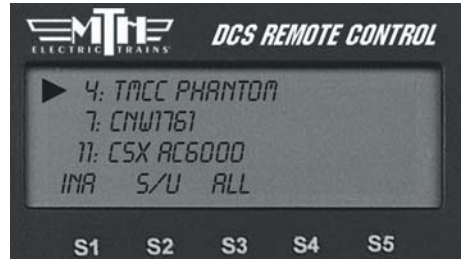 MTH DCS REMOTE CONTROL
ELECTRIC TRAINS
4: TMCC PHANTOM
7: CNW1761
11: CSX AC6000
INA S/U ALL
S1 S2 S3 S4 S5